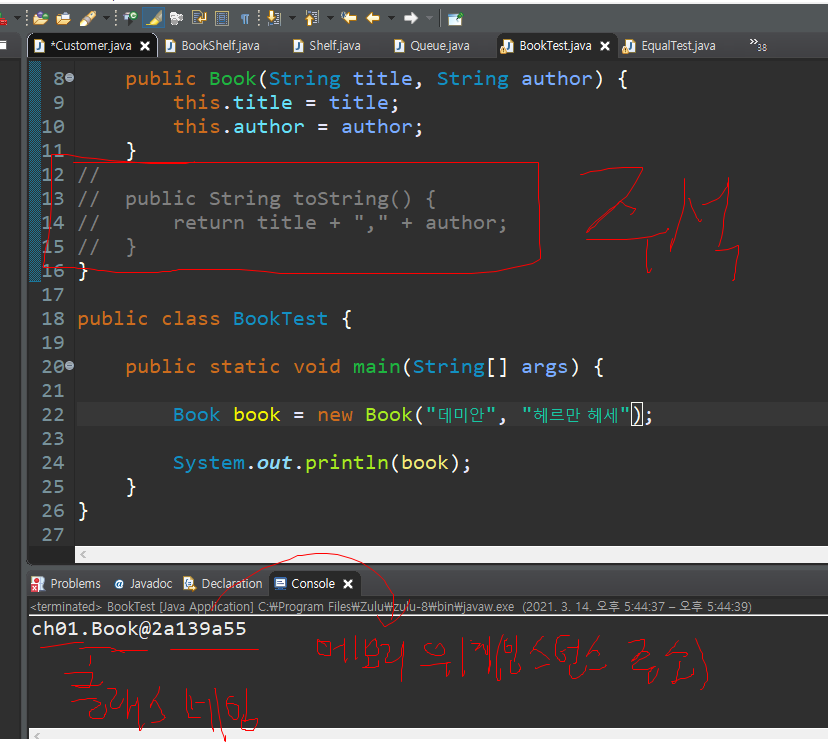 *Customer.java BookShelf.java Shelf.java Queue.java BookTest.java EqualTest.java »38
8 public Book(String title, String author) {
9 this.title = title;
10 this.author = author;
11 }
12 //
13 // public String toString() {
14 // return title + "," + author;
15 // }
16 }
주석
17
18 public class BookTest {
19
20 public static void main(String[] args) {
21
22 Book book = new Book("데미안", "헤르만 헤세");
23
24 System.out.println(book);
25 }
26 }
27
Problems Javadoc Declaration Console
<terminated> BookTest [Java Application] C:₩Program Files₩Zulu₩zulu-8₩bin₩javaw.exe (2021. 3. 14. 오후 5:44:37 – 오후 5:44:39)
ch01.Book@2a139a55
메모리 위치(인스턴스 주소)
클래스 네임